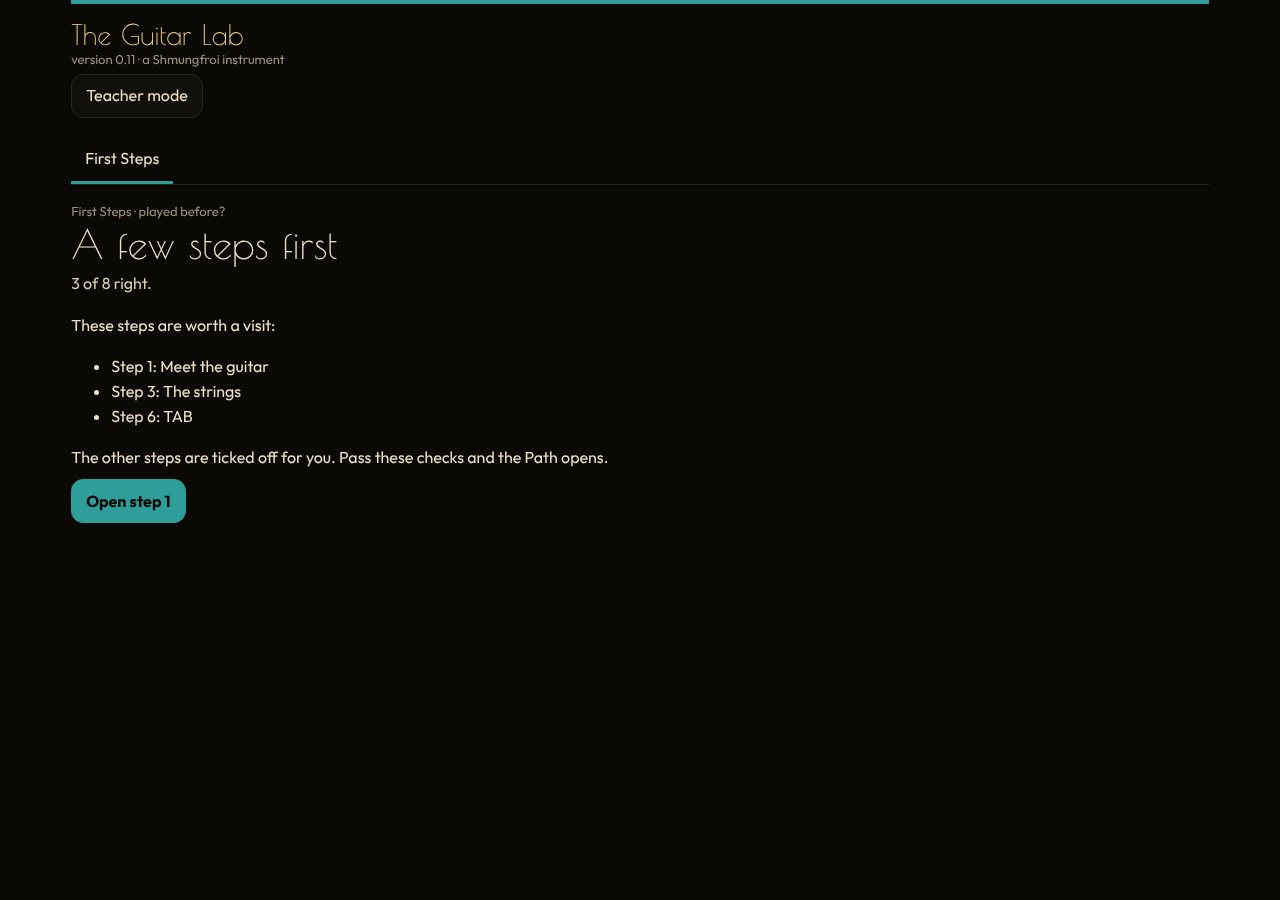 The Guitar Lab
version 0.11 · a Shmungfroi instrument
Teacher mode
First Steps
First Steps · played before?
A few steps first
3 of 8 right.
These steps are worth a visit:
• Step 1: Meet the guitar
• Step 3: The strings
• Step 6: TAB
The other steps are ticked off for you. Pass these checks and the Path opens.
Open step 1